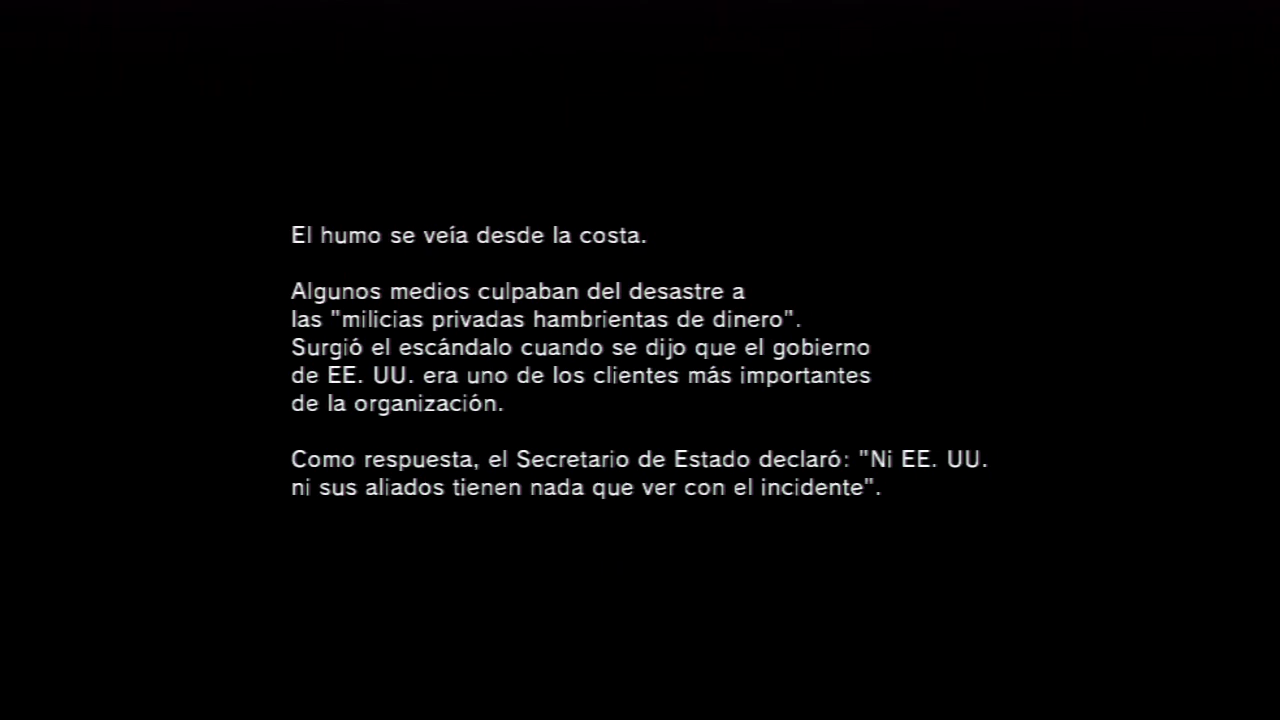 El humo se veía desde la costa.
Algunos medios culpaban del desastre a
las "milicias privadas hambrientas de dinero".
Surgió el escándalo cuando se dijo que el gobierno
de EE. UU. era uno de los clientes más importantes
de la organización.
Como respuesta, el Secretario de Estado declaró: "Ni EE. UU.
ni sus aliados tienen nada que ver con el incidente".